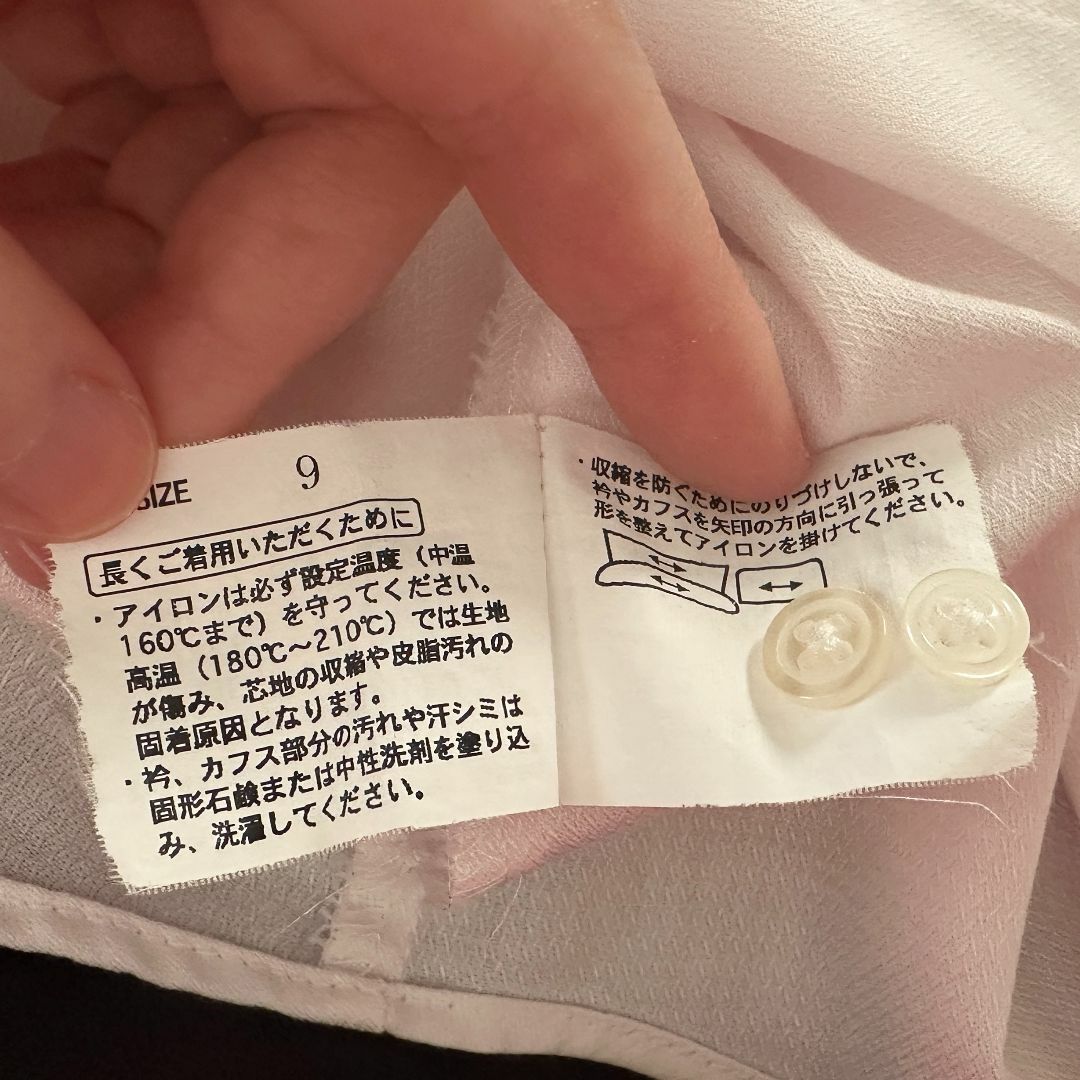 SIZE 9
長くご着用いただくために
・アイロンは必ず設定温度(中温
160℃まで)を守ってください。
高温(180℃〜210℃)では生地
が傷み、芯地の収縮や皮脂汚れの
固着原因となります。
・衿、カフス部分の汚れや汗シミは
固形石鹸または中性洗剤を塗り込
み、洗濯してください。
・収縮を防ぐためにのりづけしないで、
衿やカフスを矢印の方向に引っ張って
形を整えてアイロンを掛けてください。